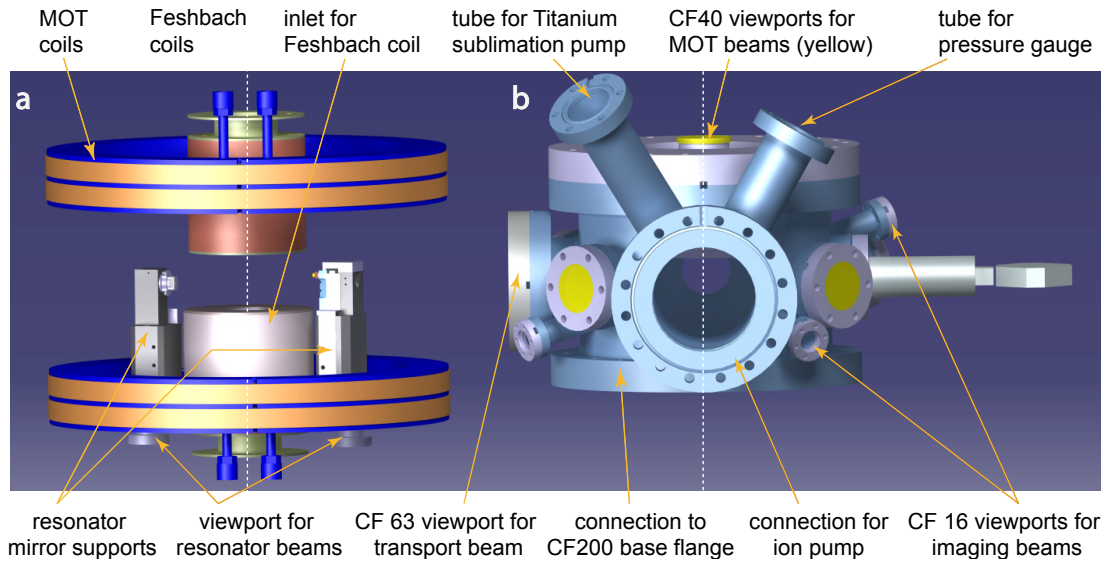 MOT
coils
Feshbach
coils
inlet for
Feshbach coil
tube for Titanium
sublimation pump
CF40 viewports for
MOT beams (yellow)
tube for
pressure gauge
a
b
resonator
mirror supports
viewport for
resonator beams
CF 63 viewport for
transport beam
connection to
CF200 base flange
connection for
ion pump
CF 16 viewports for
imaging beams